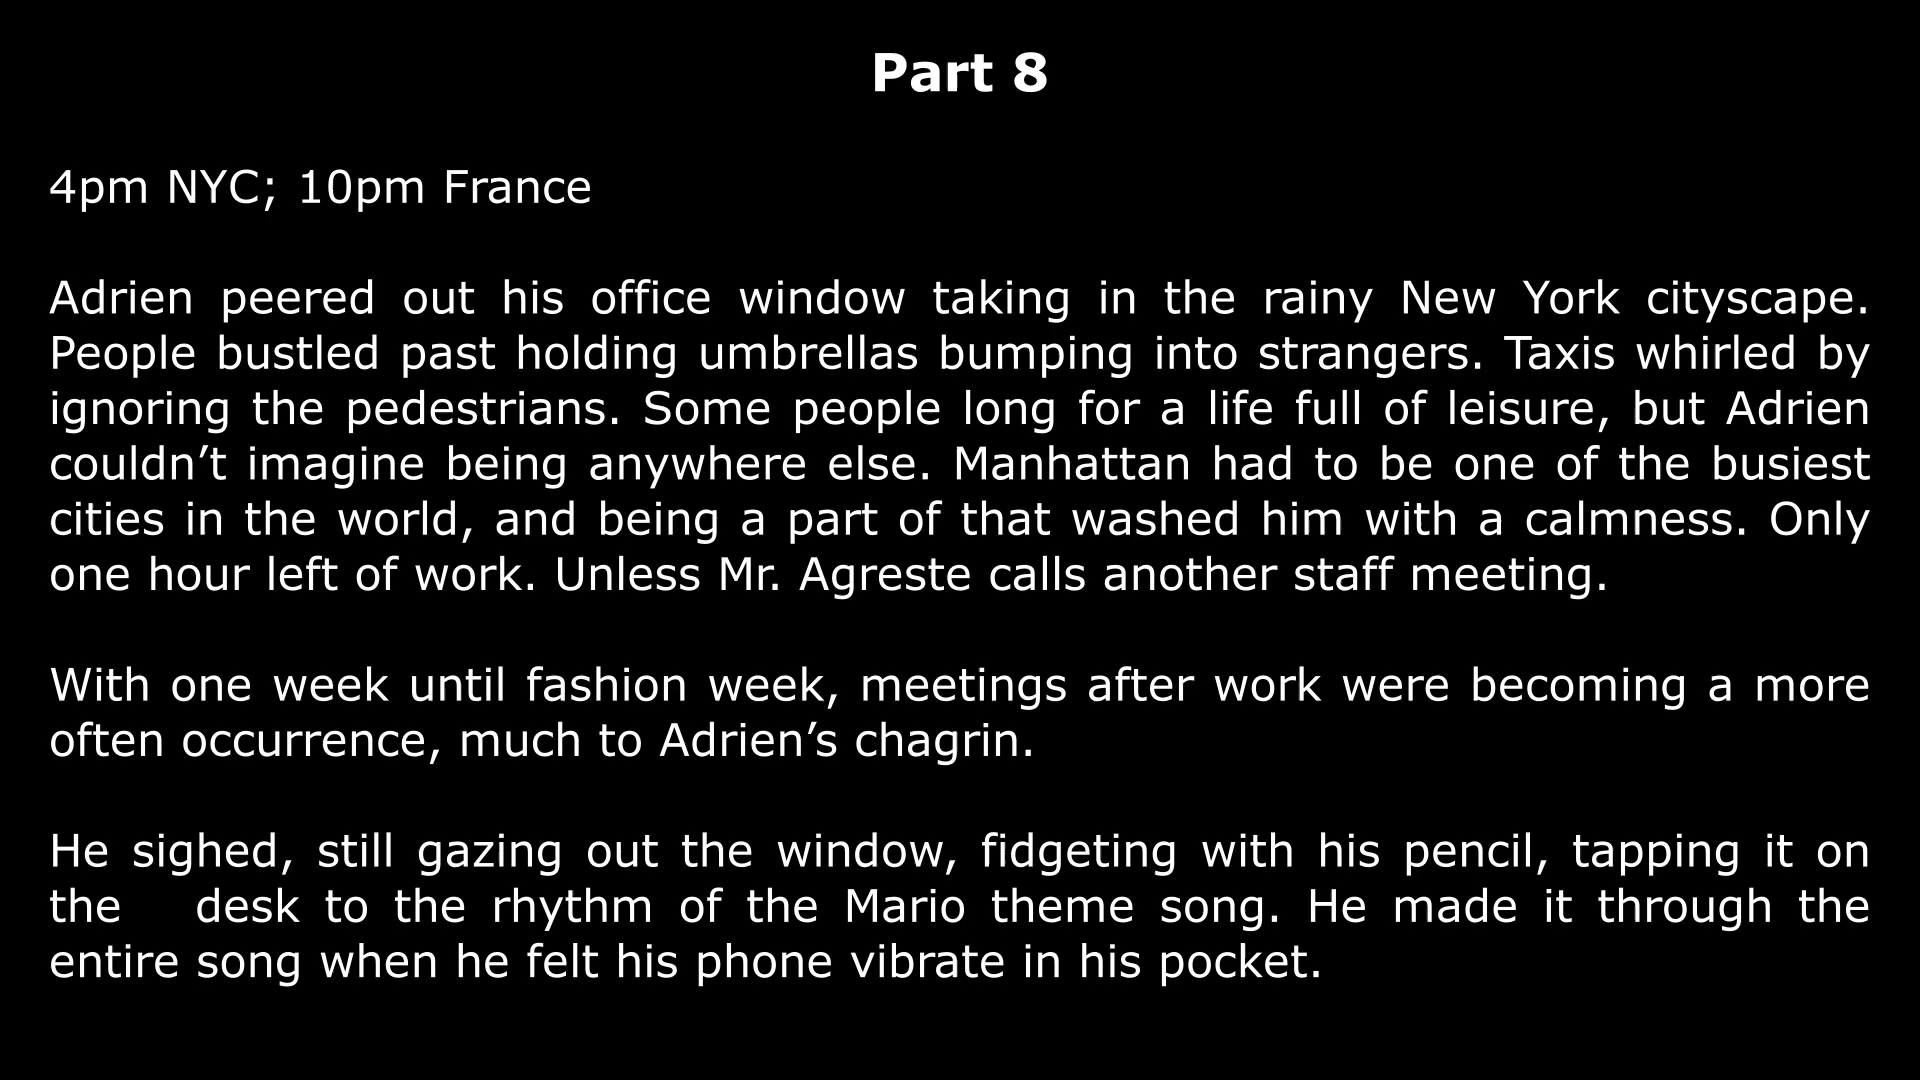 Part 8
4pm NYC; 10pm France
Adrien peered out his office window taking in the rainy New York cityscape.
People bustled past holding umbrellas bumping into strangers. Taxis whirled by
ignoring the pedestrians. Some people long for a life full of leisure, but Adrien
couldn’t imagine being anywhere else. Manhattan had to be one of the busiest
cities in the world, and being a part of that washed him with a calmness. Only
one hour left of work. Unless Mr. Agreste calls another staff meeting.
With one week until fashion week, meetings after work were becoming a more
often occurrence, much to Adrien’s chagrin.
He sighed, still gazing out the window, fidgeting with his pencil, tapping it on
the desk to the rhythm of the Mario theme song. He made it through the
entire song when he felt his phone vibrate in his pocket.